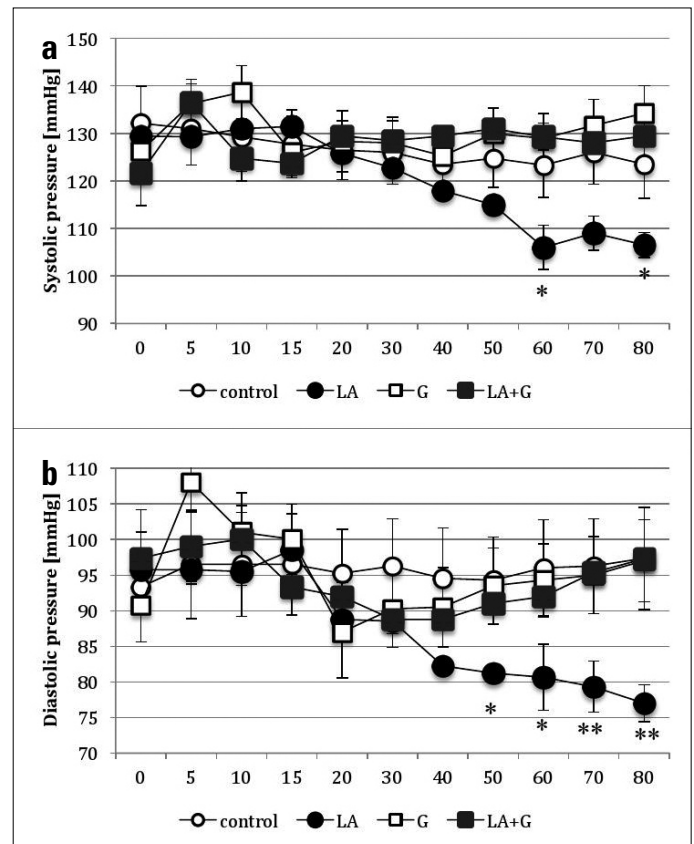 a
Systolic pressure [mmHg]
150
140
130
120
110
100
90
* *
0 5 10 15 20 30 40 50 60 70 80
control LA G LA+G
b
Diastolic pressure [mmHg]
110
105
100
95
90
85
80
75
70
* * ** **
0 5 10 15 20 30 40 50 60 70 80
control LA G LA+G